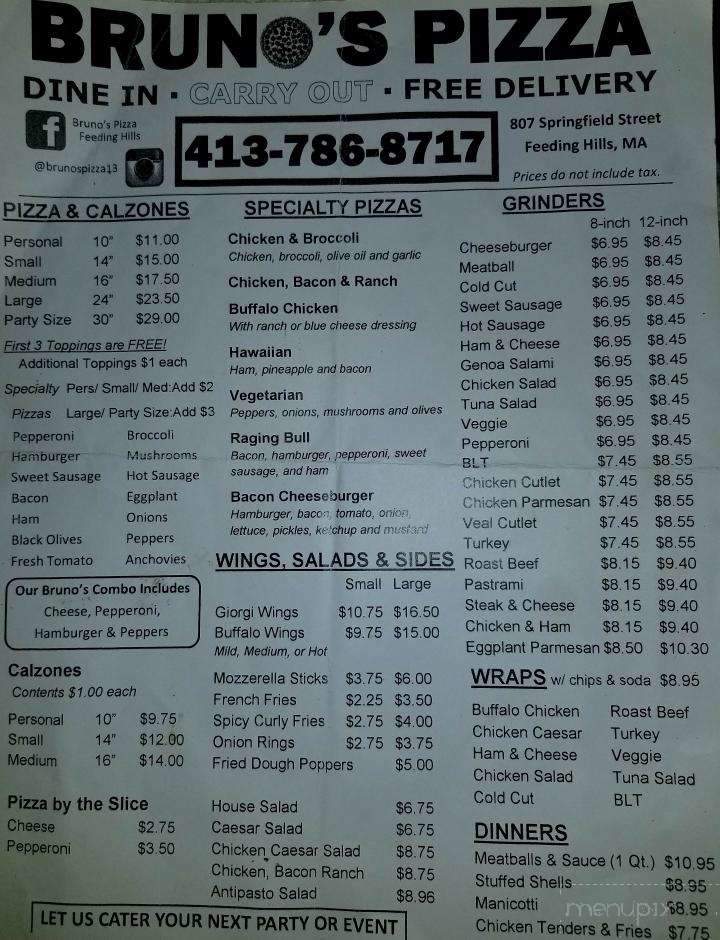 BRUNO'S PIZZA
DINE IN · CARRY OUT · FREE DELIVERY
f Bruno's Pizza
Feeding Hills
@brunospizza13
413-786-8717
807 Springfield Street
Feeding Hills, MA
Prices do not include tax.
PIZZA & CALZONES
Personal 10" $11.00
Small 14" $15.00
Medium 16" $17.50
Large 24" $23.50
Party Size 30" $29.00
First 3 Toppings are FREE!
Additional Toppings $1 each
Specialty Pers/ Small/ Med:Add $2
Pizzas Large/ Party Size:Add $3
Pepperoni Broccoli
Hamburger Mushrooms
Sweet Sausage Hot Sausage
Bacon Eggplant
Ham Onions
Black Olives Peppers
Fresh Tomato Anchovies
Our Bruno's Combo Includes
Cheese, Pepperoni,
Hamburger & Peppers
Calzones
Contents $1.00 each
Personal 10" $9.75
Small 14" $12.00
Medium 16" $14.00
Pizza by the Slice
Cheese $2.75
Pepperoni $3.50
SPECIALTY PIZZAS
Chicken & Broccoli
Chicken, broccoli, olive oil and garlic
Chicken, Bacon & Ranch
Buffalo Chicken
With ranch or blue cheese dressing
Hawaiian
Ham, pineapple and bacon
Vegetarian
Peppers, onions, mushrooms and olives
Raging Bull
Bacon, hamburger, pepperoni, sweet
sausage, and ham
Bacon Cheeseburger
Hamburger, bacon, tomato, onion,
lettuce, pickles, ketchup and mustard
WINGS, SALADS & SIDES
Small Large
Giorgi Wings $10.75 $16.50
Buffalo Wings $9.75 $15.00
Mild, Medium, or Hot
Mozzerella Sticks $3.75 $6.00
French Fries $2.25 $3.50
Spicy Curly Fries $2.75 $4.00
Onion Rings $2.75 $3.75
Fried Dough Poppers $5.00
House Salad $6.75
Caesar Salad $6.75
Chicken Caesar Salad $8.75
Chicken, Bacon Ranch $8.75
Antipasto Salad $8.96
GRINDERS
8-inch 12-inch
Cheeseburger $6.95 $8.45
Meatball $6.95 $8.45
Cold Cut $6.95 $8.45
Sweet Sausage $6.95 $8.45
Hot Sausage $6.95 $8.45
Ham & Cheese $6.95 $8.45
Genoa Salami $6.95 $8.45
Chicken Salad $6.95 $8.45
Tuna Salad $6.95 $8.45
Veggie $6.95 $8.45
Pepperoni $6.95 $8.45
BLT $7.45 $8.55
Chicken Cutlet $7.45 $8.55
Chicken Parmesan $7.45 $8.55
Veal Cutlet $7.45 $8.55
Turkey $7.45 $8.55
Roast Beef $8.15 $9.40
Pastrami $8.15 $9.40
Steak & Cheese $8.15 $9.40
Chicken & Ham $8.15 $9.40
Eggplant Parmesan $8.50 $10.30
WRAPS w/ chips & soda $8.95
Buffalo Chicken Roast Beef
Chicken Caesar Turkey
Ham & Cheese Veggie
Chicken Salad Tuna Salad
Cold Cut BLT
DINNERS
Meatballs & Sauce (1 Qt.) $10.95
Stuffed Shells $8.95
Manicotti $8.95
Chicken Tenders & Fries $7.75
LET US CATER YOUR NEXT PARTY OR EVENT
menupix